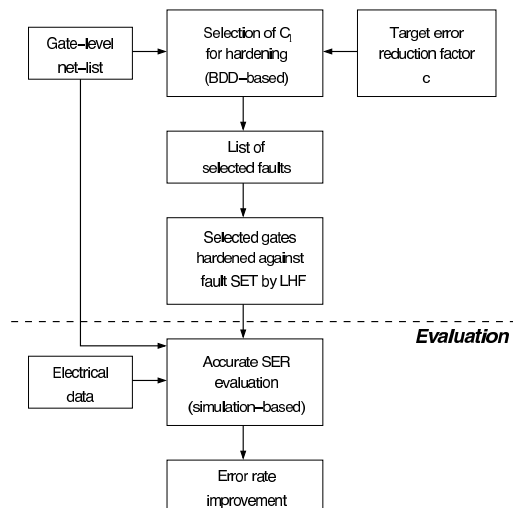 Gate-level
net-list
Selection of Cl
for hardening
(BDD-based)
Target error
reduction factor
c
List of
selected faults
Selected gates
hardened against
fault SET by LHF
Evaluation
Electrical
data
Accurate SER
evaluation
(simulation-based)
Error rate
improvement